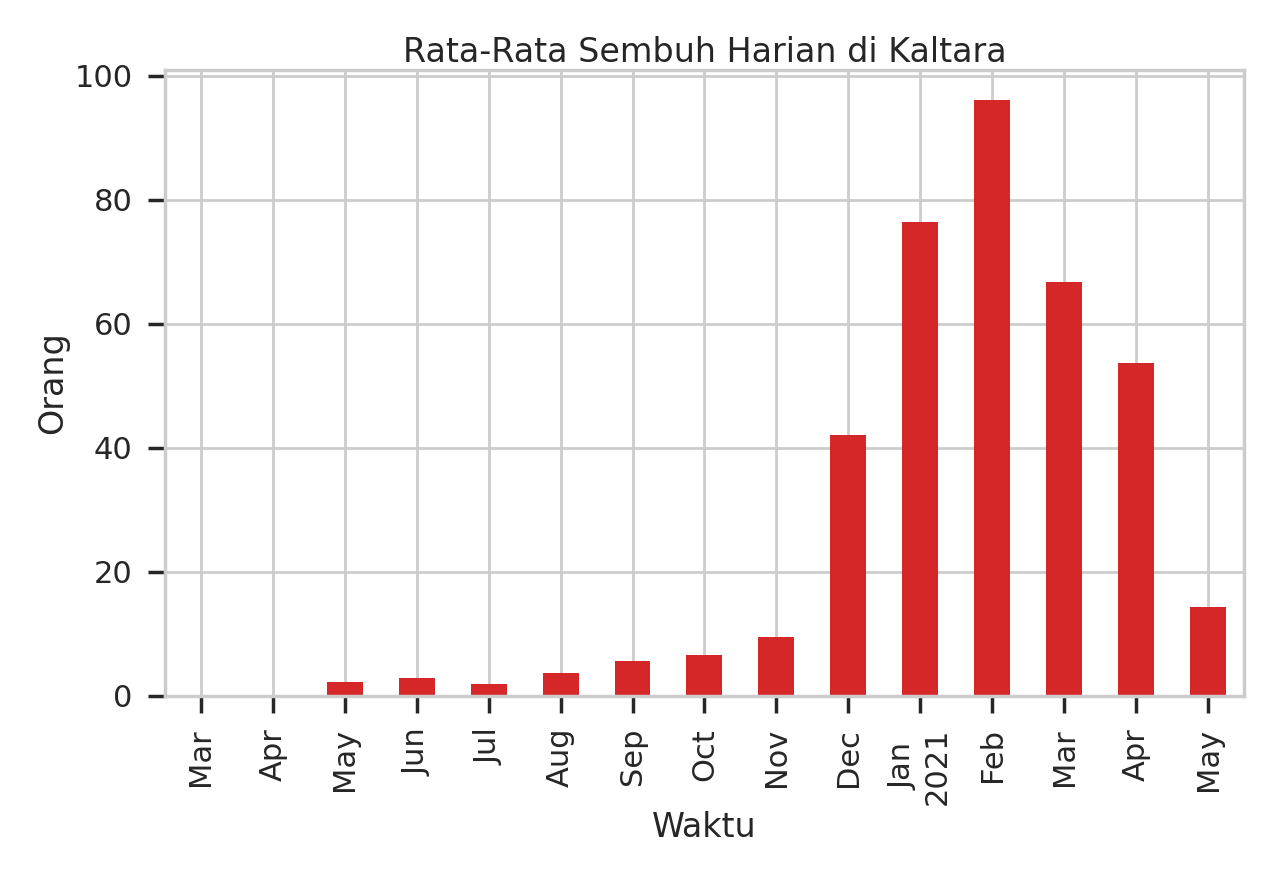 Rata-Rata Sembuh Harian di Kaltara
100
80
60
40
20
0
Orang
Mar
Apr
May
Jun
Jul
Aug
Sep
Oct
Nov
Dec
Jan
2021
Feb
Mar
Apr
May
Waktu